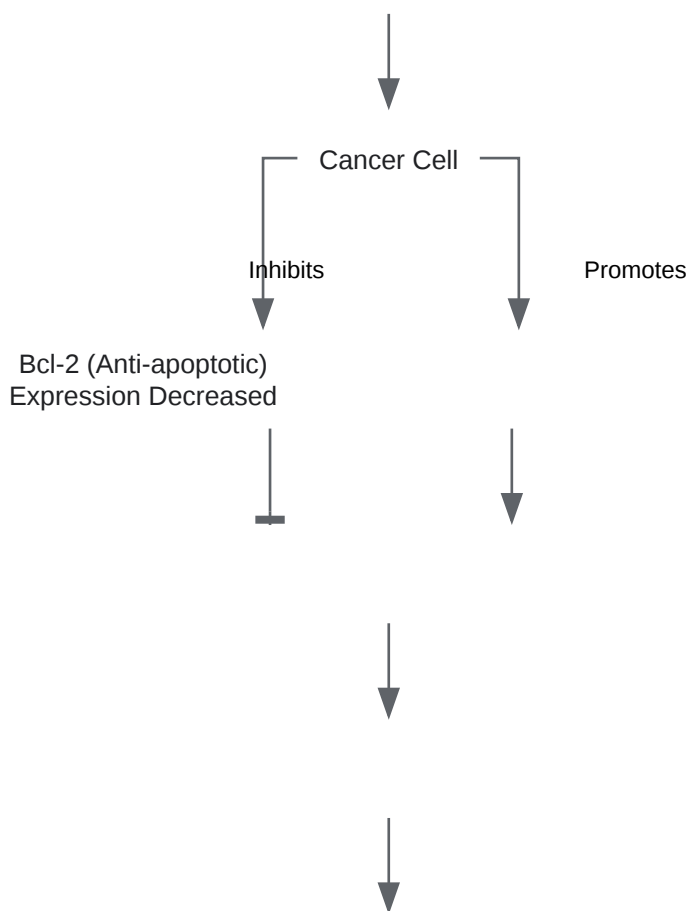 Cancer Cell
Inhibits
Promotes
Bcl-2 (Anti-apoptotic)
Expression Decreased